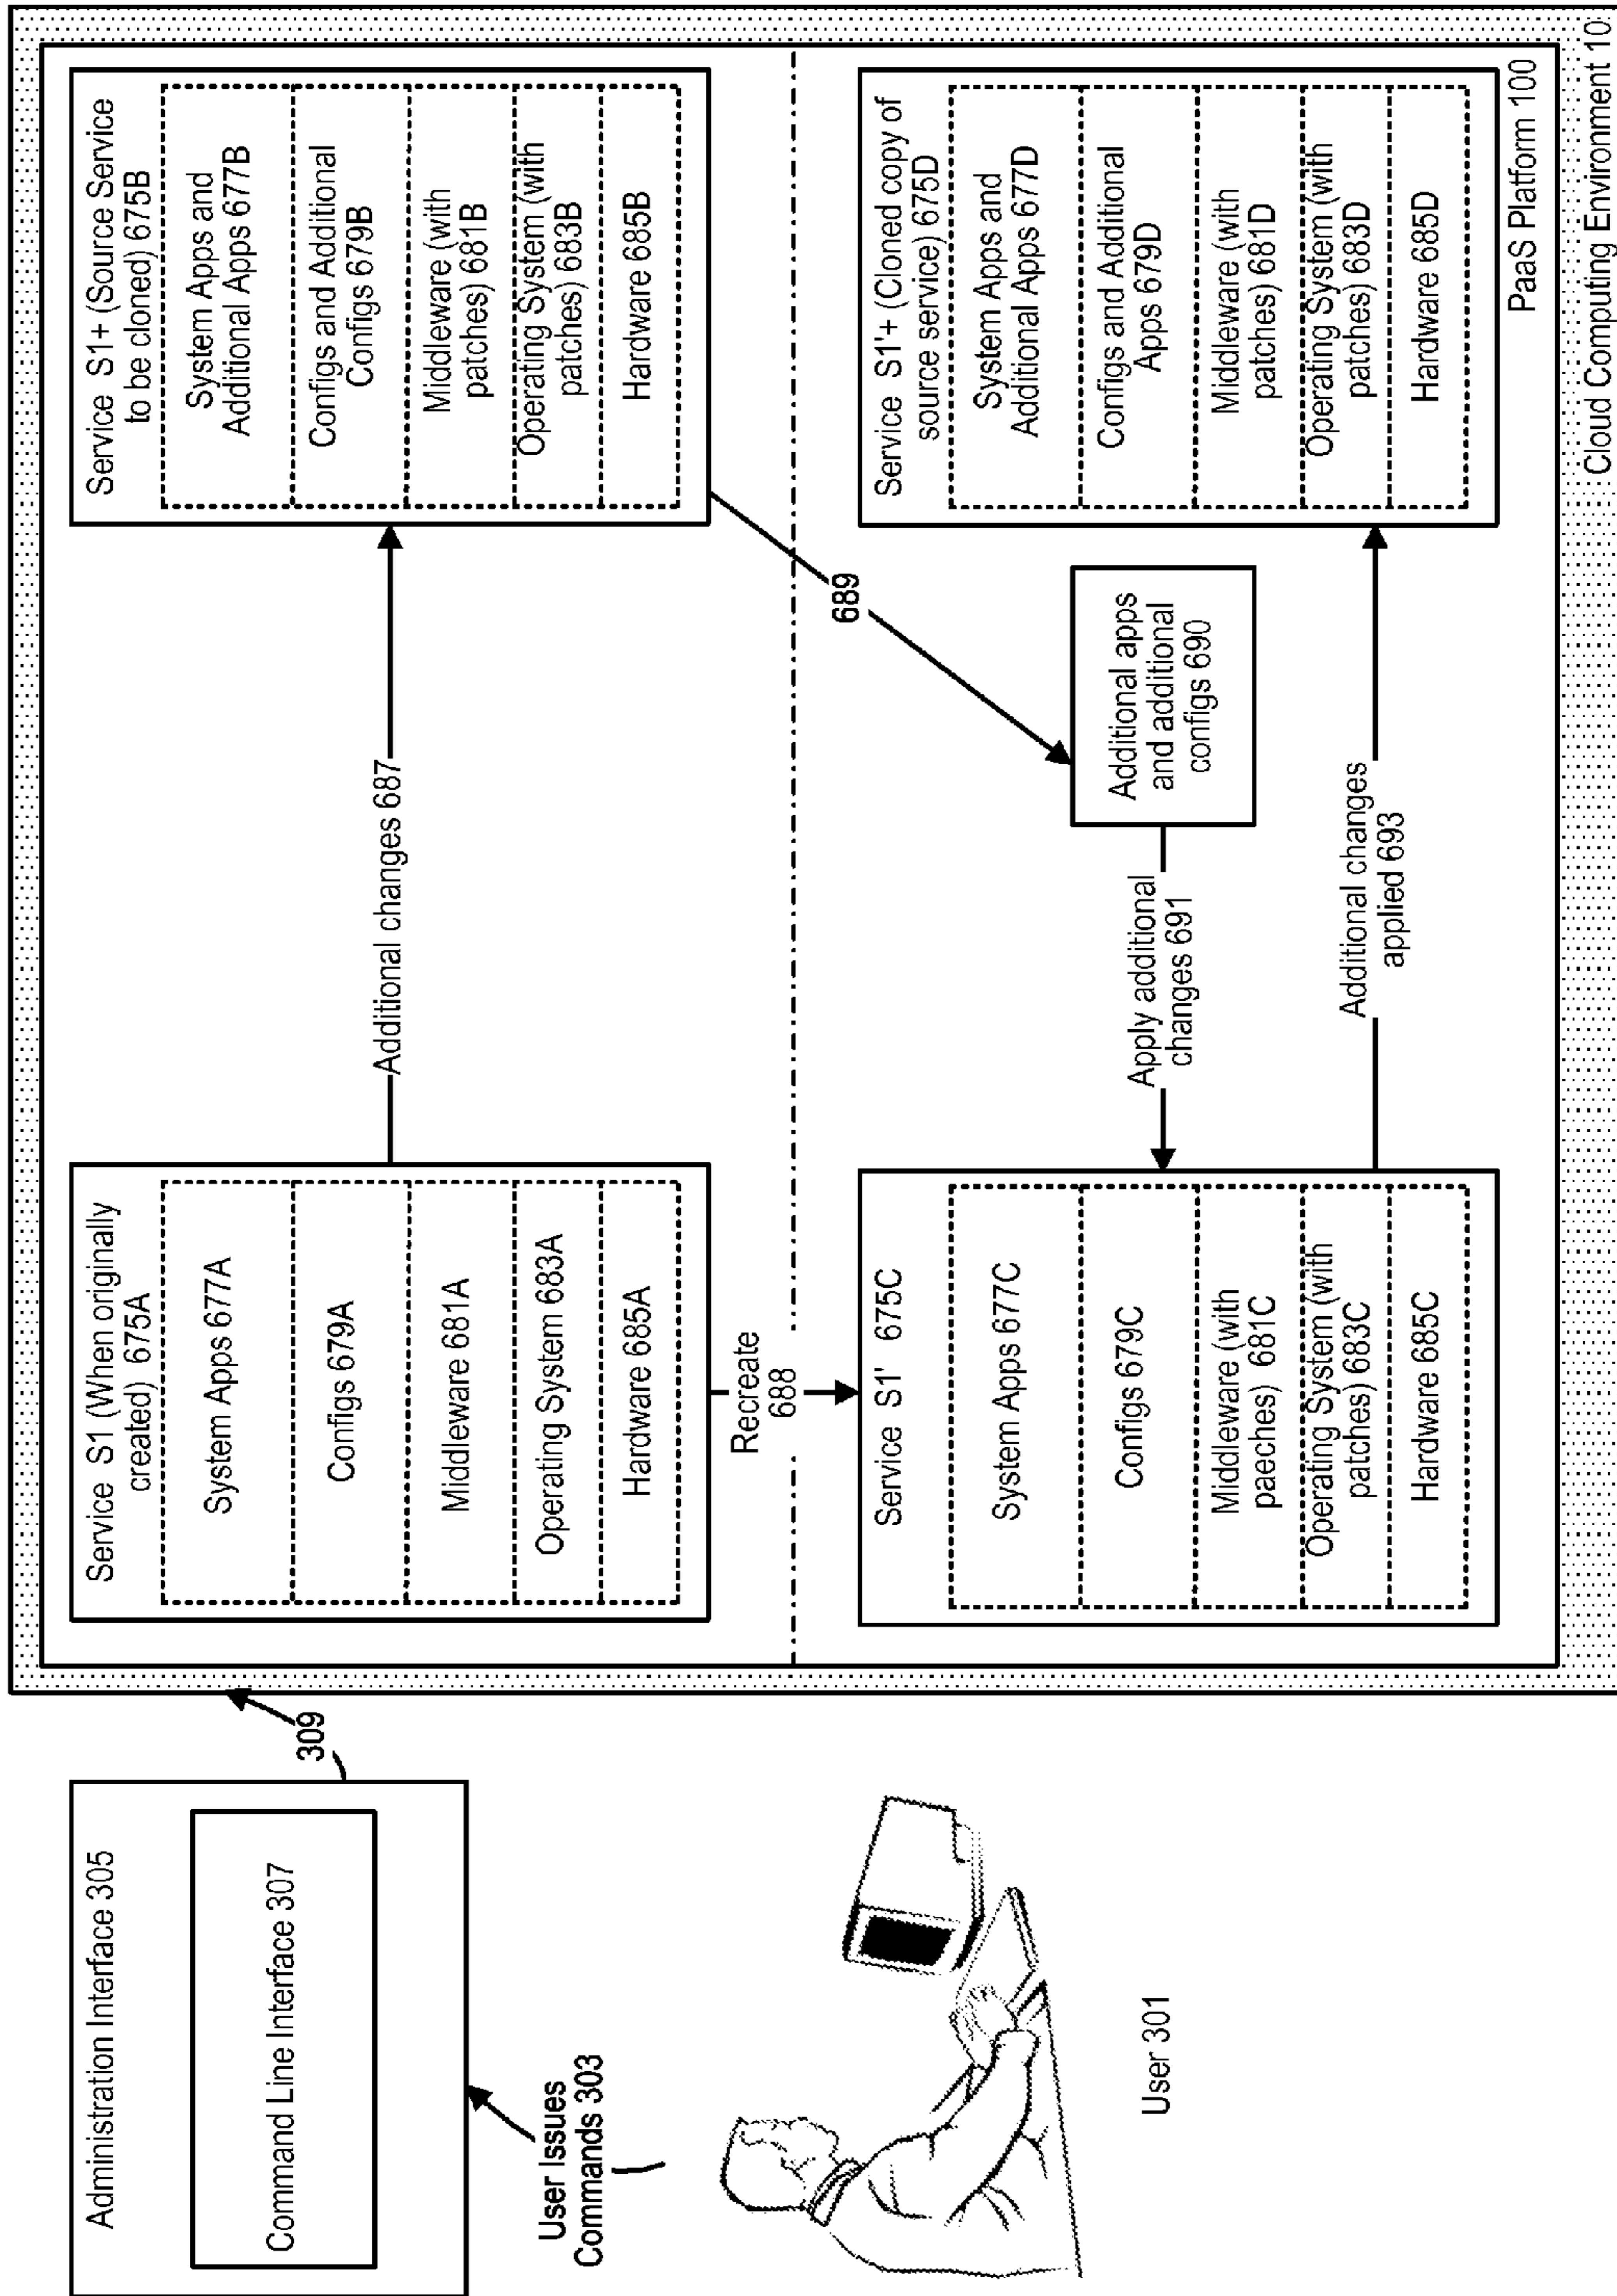 Administration Interface 305
Command Line Interface 307
User Issues
Commands 303
User 301
309
Service S1 (When originally
created) 675A
System Apps 677A
Configs 679A
Middleware 681A
Operating System 683A
Hardware 685A
Additional changes 687
Service S1+ (Source Service
to be cloned) 675B
System Apps and
Additional Apps 677B
Configs and Additional
Configs 679B
Middleware (with
patches) 681B
Operating System (with
patches) 683B
Hardware 685B
Recreate
688
689
Service S1' 675C
System Apps 677C
Configs 679C
Middleware (with
paeches) 681C
Operating System (with
patches) 683C
Hardware 685C
Apply additional
changes 691
Additional apps
and additional
configs 690
Additional changes
applied 693
Service S1'+ (Cloned copy of
source service) 675D
System Apps and
Additional Apps 677D
Configs and Additional
Apps 679D
Middleware (with
patches) 681D
Operating System (with
patches) 683D
Hardware 685D
PaaS Platform 100
Cloud Computing Environment 10